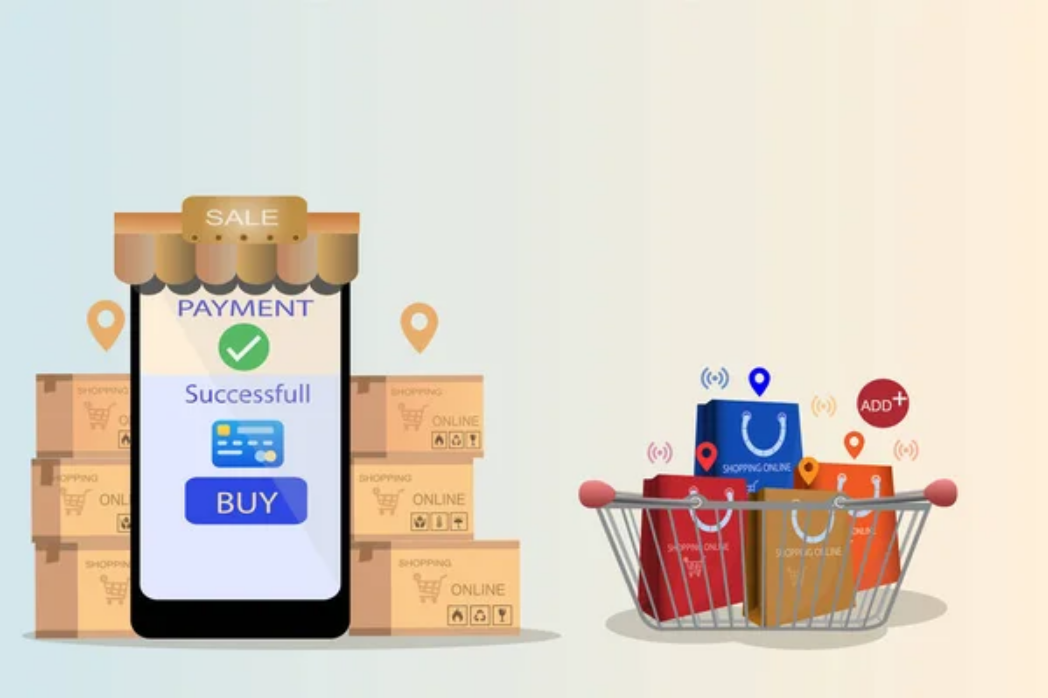 SALE
PAYMENT
Successfull
BUY
SHOPPING
SHOPPING
ONLINE
SHOPPING
SHOPPING
ONLINE
SHOPPING
SHOPPING
ONLINE
ADD+
SHOPPING ONLINE
SHOPPING ONLINE
SHOPPING ONLINE
ONLINE